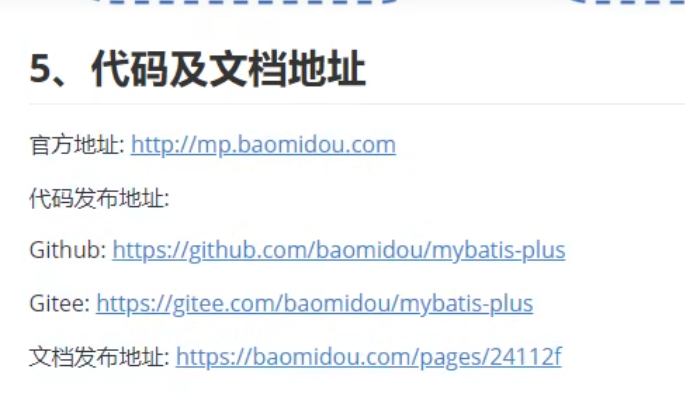 5、代码及文档地址
官方地址: http://mp.baomidou.com
代码发布地址:
Github: https://github.com/baomidou/mybatis-plus
Gitee: https://gitee.com/baomidou/mybatis-plus
文档发布地址: https://baomidou.com/pages/24112f